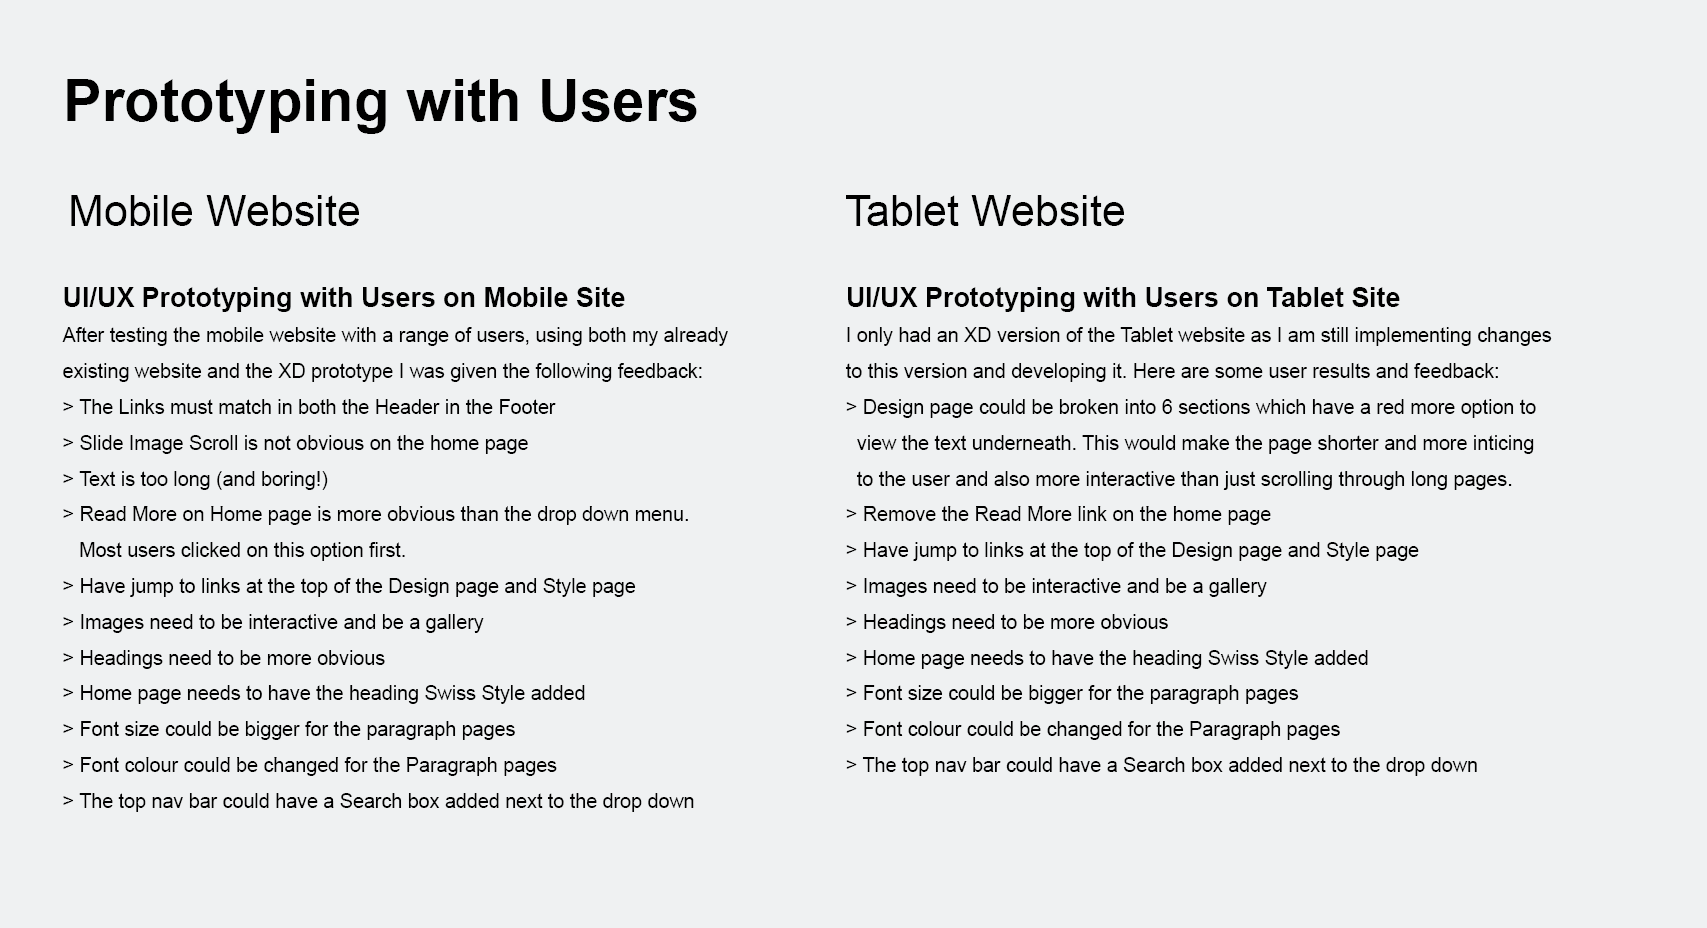 Prototyping with Users
Mobile Website
UI/UX Prototyping with Users on Mobile Site
After testing the mobile website with a range of users, using both my already
existing website and the XD prototype I was given the following feedback:
> The Links must match in both the Header in the Footer
> Slide Image Scroll is not obvious on the home page
> Text is too long (and boring!)
> Read More on Home page is more obvious than the drop down menu.
Most users clicked on this option first.
> Have jump to links at the top of the Design page and Style page
> Images need to be interactive and be a gallery
> Headings need to be more obvious
> Home page needs to have the heading Swiss Style added
> Font size could be bigger for the paragraph pages
> Font colour could be changed for the Paragraph pages
> The top nav bar could have a Search box added next to the drop down
Tablet Website
UI/UX Prototyping with Users on Tablet Site
I only had an XD version of the Tablet website as I am still implementing changes
to this version and developing it. Here are some user results and feedback:
> Design page could be broken into 6 sections which have a red more option to
view the text underneath. This would make the page shorter and more inticing
to the user and also more interactive than just scrolling through long pages.
> Remove the Read More link on the home page
> Have jump to links at the top of the Design page and Style page
> Images need to be interactive and be a gallery
> Headings need to be more obvious
> Home page needs to have the heading Swiss Style added
> Font size could be bigger for the paragraph pages
> Font colour could be changed for the Paragraph pages
> The top nav bar could have a Search box added next to the drop down